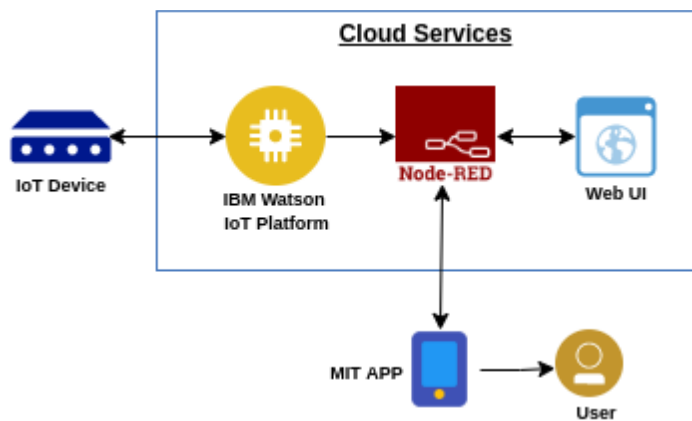 Cloud Services
IoT Device
IBM Watson
IoT Platform
Node-RED
Web UI
MIT APP
User